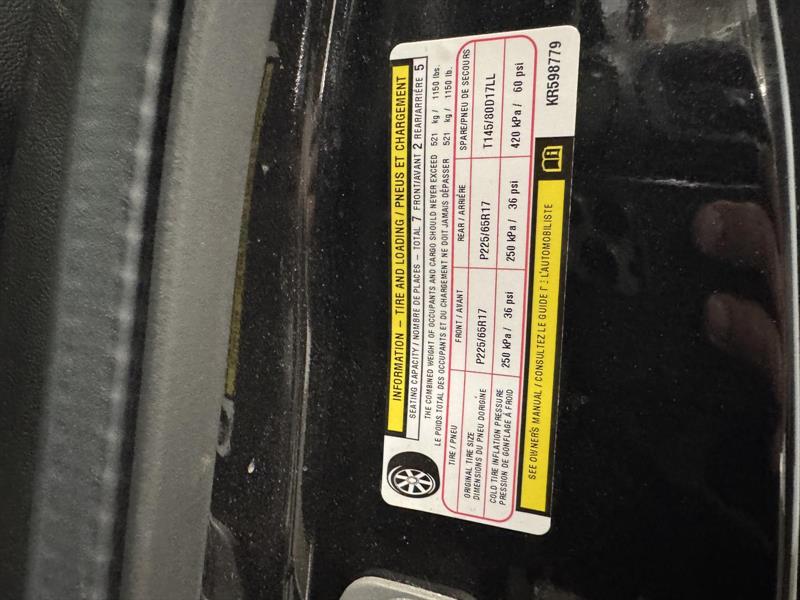 INFORMATION – TIRE AND LOADING / PNEUS ET CHARGEMENT
SEATING CAPACITY / NOMBRE DE PLACES – TOTAL 7 FRONT/AVANT 2 REAR/ARRIÈRE 5
THE COMBINED WEIGHT OF OCCUPANTS AND CARGO SHOULD NEVER EXCEED 521 kg / 1150 lbs.
LE POIDS TOTAL DES OCCUPANTS ET DU CHARGEMENT NE DOIT JAMAIS DÉPASSER 521 kg / 1150 lb.
TIRE / PNEU FRONT / AVANT REAR / ARRIÈRE SPARE/PNEU DE SECOURS
ORIGINAL TIRE SIZE
DIMENSIONS DU PNEU DORIGINE P225/65R17 P225/65R17 T145/80D17LL
COLD TIRE INFLATION PRESSURE
PRESSION DE GONFLAGE À FROID 250 kPa / 36 psi 250 kPa / 36 psi 420 kPa / 60 psi
SEE OWNER'S MANUAL / CONSULTEZ LE GUIDE L'AUTOMOBILISTE
KR598779